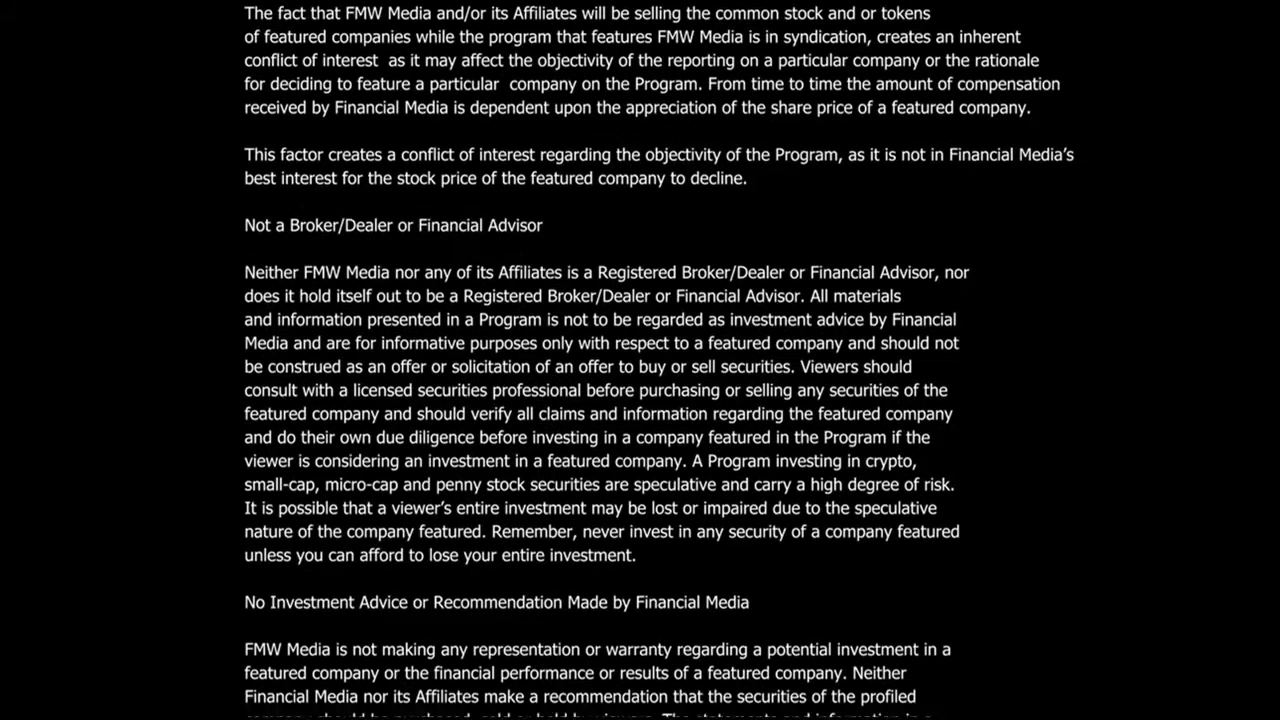 The fact that FMW Media and/or its Affiliates will be selling the common stock and or tokens
of featured companies while the program that features FMW Media is in syndication, creates an inherent
conflict of interest  as it may affect the objectivity of the reporting on a particular company or the rationale
for deciding to feature a particular  company on the Program. From time to time the amount of compensation
received by Financial Media is dependent upon the appreciation of the share price of a featured company.
This factor creates a conflict of interest regarding the objectivity of the Program, as it is not in Financial Media’s
best interest for the stock price of the featured company to decline.
Not a Broker/Dealer or Financial Advisor
Neither FMW Media nor any of its Affiliates is a Registered Broker/Dealer or Financial Advisor, nor
does it hold itself out to be a Registered Broker/Dealer or Financial Advisor. All materials
and information presented in a Program is not to be regarded as investment advice by Financial
Media and are for informative purposes only with respect to a featured company and should not
be construed as an offer or solicitation of an offer to buy or sell securities. Viewers should
consult with a licensed securities professional before purchasing or selling any securities of the
featured company and should verify all claims and information regarding the featured company
and do their own due diligence before investing in a company featured in the Program if the
viewer is considering an investment in a featured company. A Program investing in crypto,
small-cap, micro-cap and penny stock securities are speculative and carry a high degree of risk.
It is possible that a viewer’s entire investment may be lost or impaired due to the speculative
nature of the company featured. Remember, never invest in any security of a company featured
unless you can afford to lose your entire investment.
No Investment Advice or Recommendation Made by Financial Media
FMW Media is not making any representation or warranty regarding a potential investment in a
featured company or the financial performance or results of a featured company. Neither
Financial Media nor its Affiliates make a recommendation that the securities of the profiled